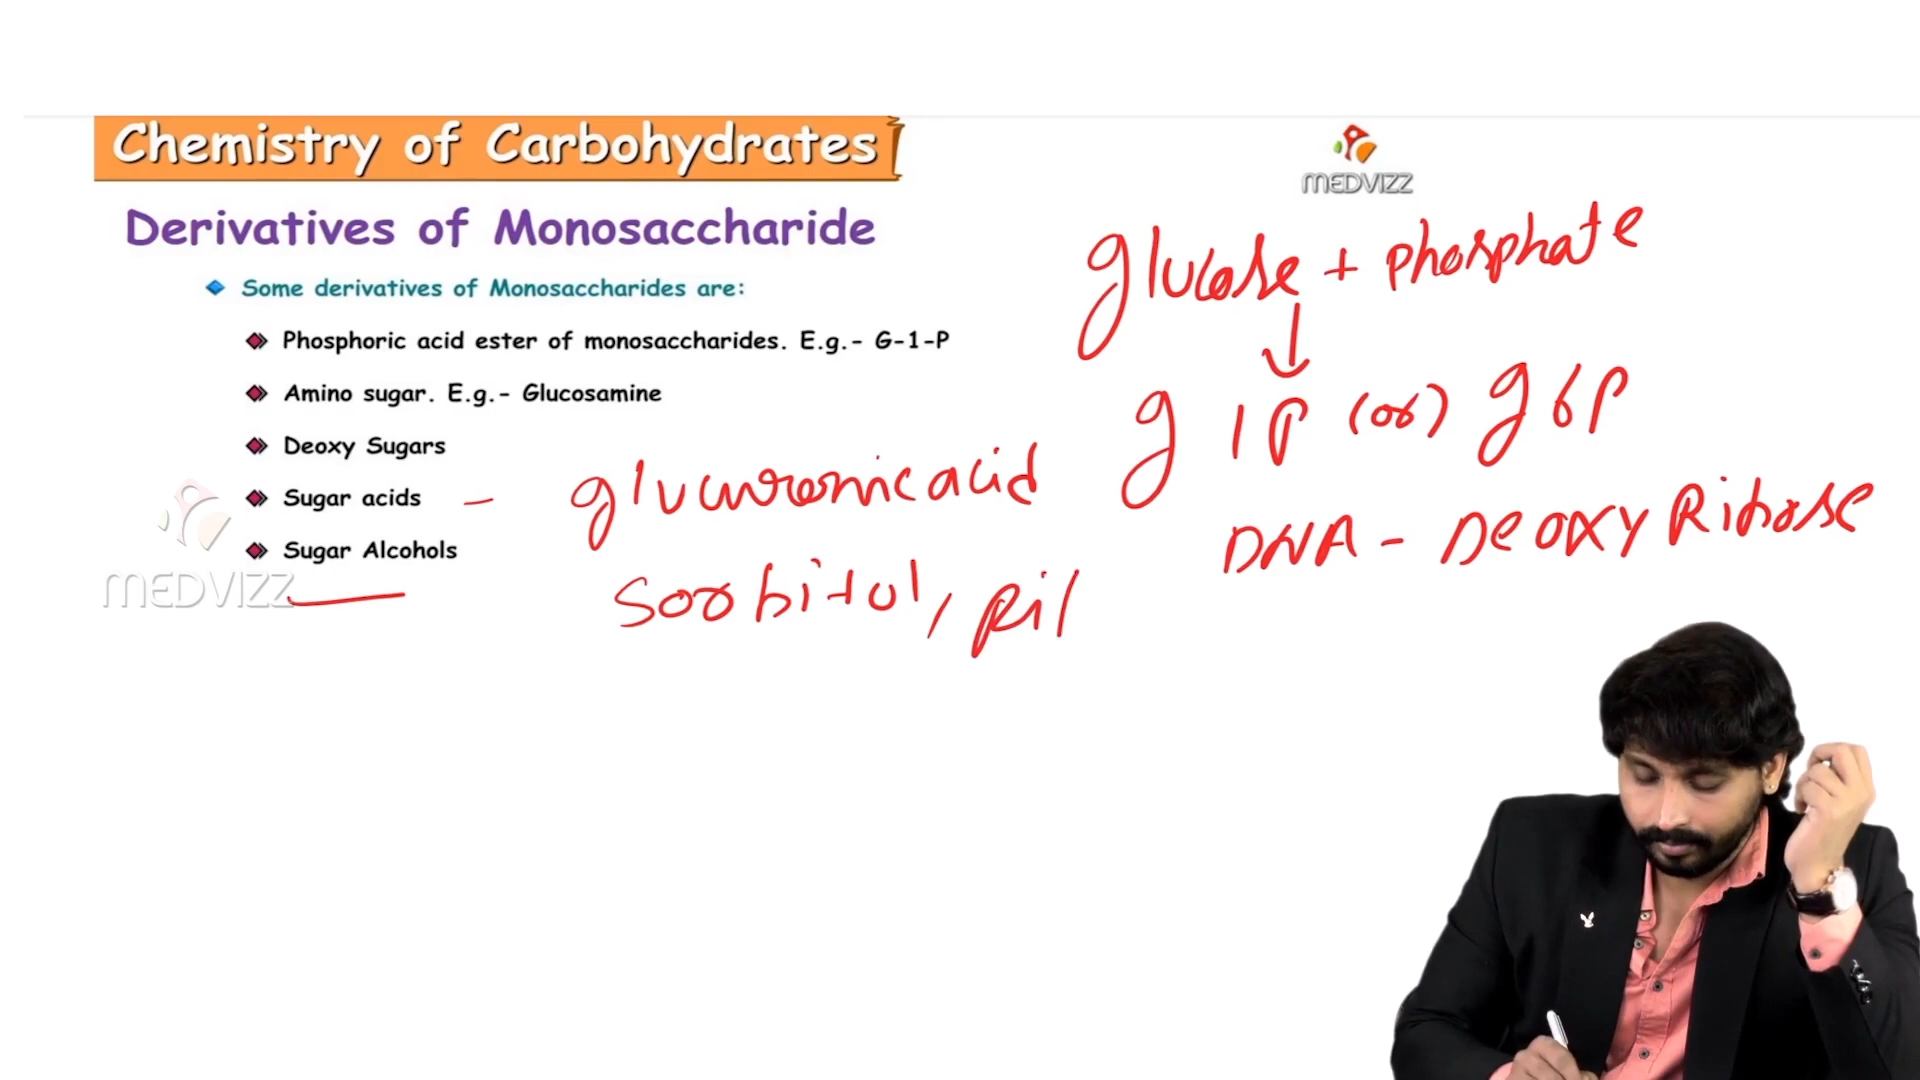 Chemistry of Carbohydrates
MEDVIZZ
Derivatives of Monosaccharide
glucose + phosphate
Some derivatives of Monosaccharides are:
Phosphoric acid ester of monosaccharides. E.g.- G-1-P
Amino sugar. E.g.- Glucosamine
g 1P (or) g6P
Deoxy Sugars
Sugar acids - glucuronic acid
DNA - Deoxy Ribose
Sugar Alcohols
MEDVIZZ
Sorbitol,